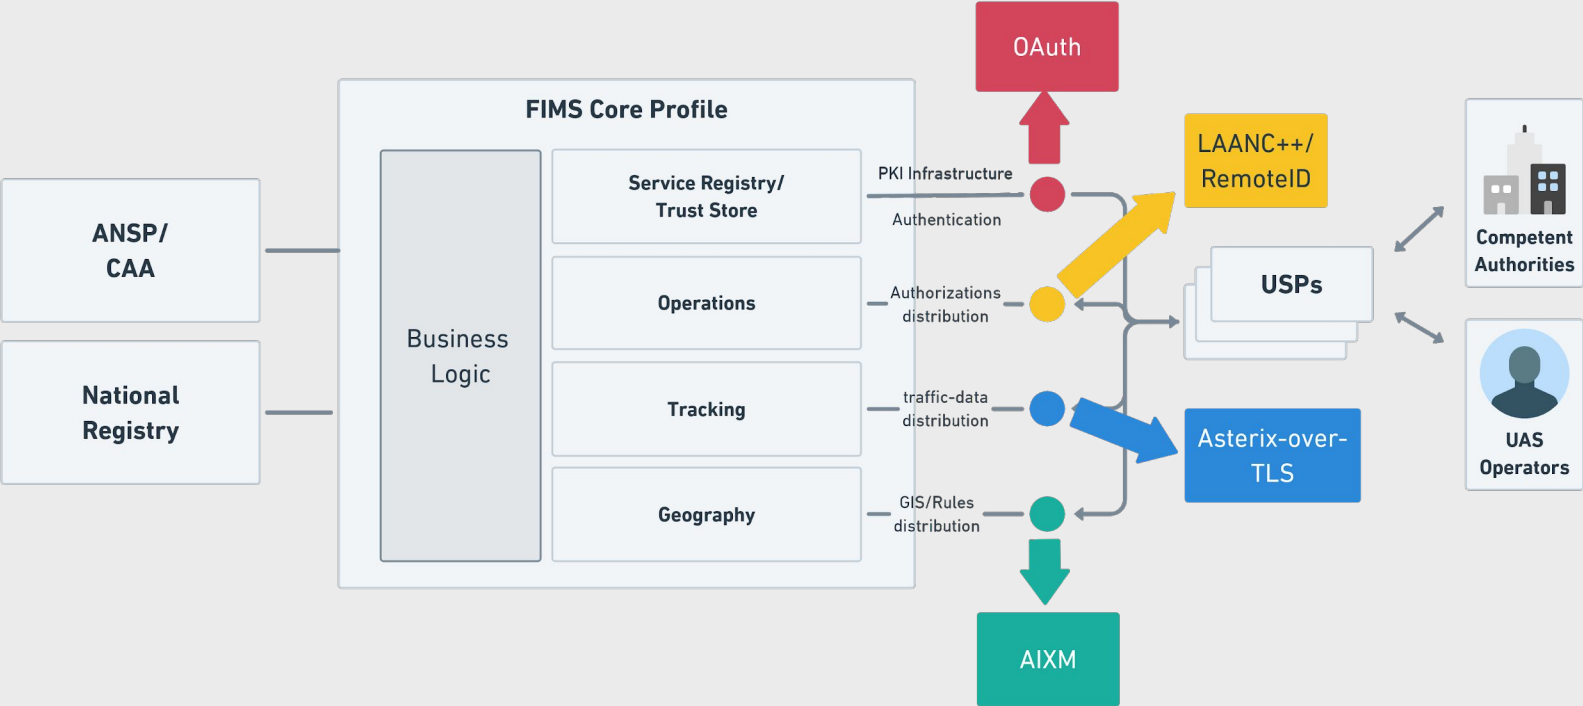 OAuth
FIMS Core Profile
ANSP/
CAA
National
Registry
Business
Logic
Service Registry/
Trust Store
Operations
Tracking
Geography
PKI Infrastructure
Authentication
Authorizations
distribution
traffic-data
distribution
GIS/Rules
distribution
LAANC++/
RemoteID
USPs
Asterix-over-
TLS
AIXM
Competent
Authorities
UAS
Operators